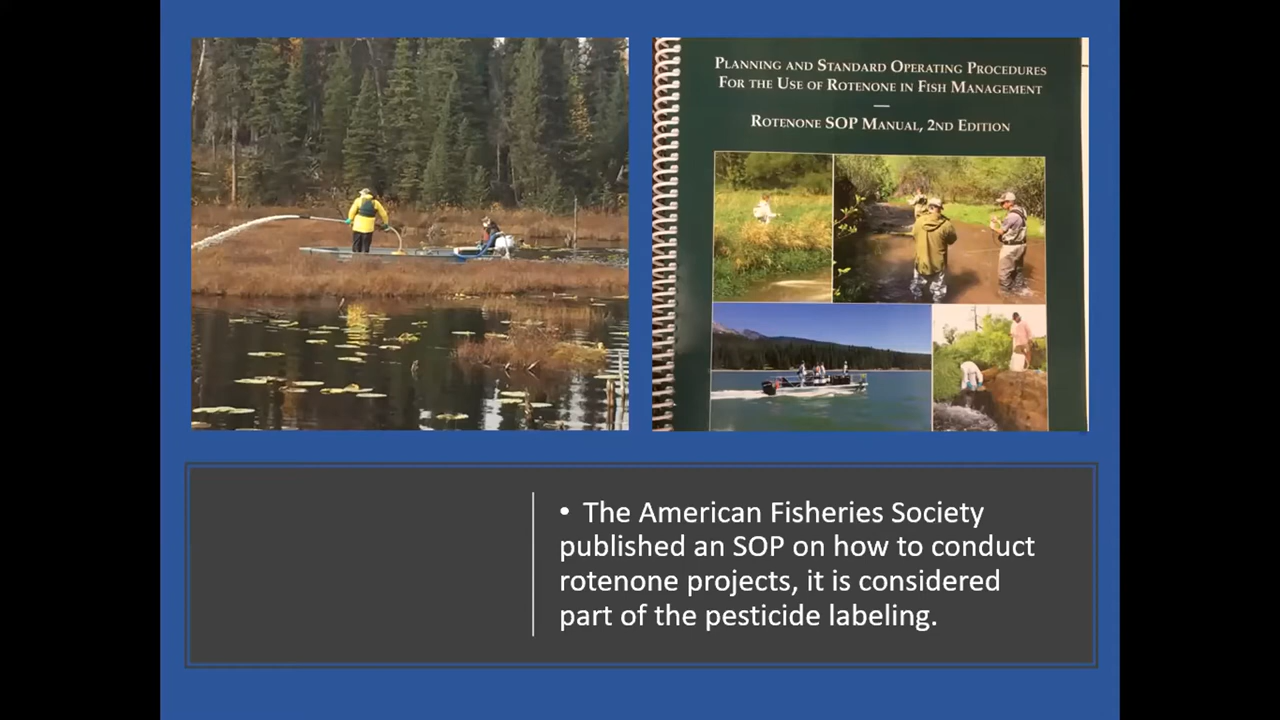 PLANNING AND STANDARD OPERATING PROCEDURES
FOR THE USE OF ROTENONE IN FISH MANAGEMENT
—
ROTENONE SOP MANUAL, 2ND EDITION
• The American Fisheries Society
published an SOP on how to conduct
rotenone projects, it is considered
part of the pesticide labeling.